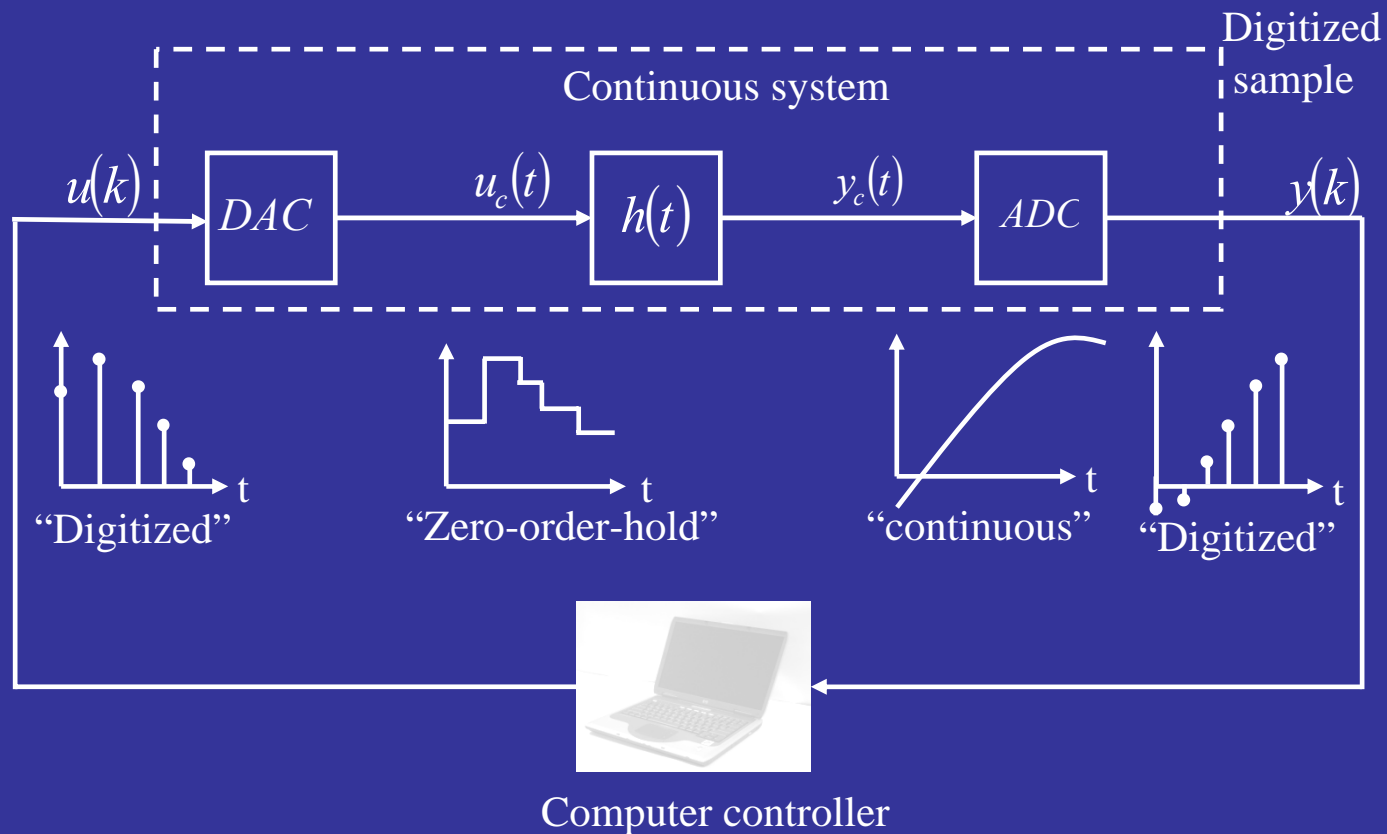 Digitized
sample
Continuous system
u(k)
DAC
u_c(t)
h(t)
y_c(t)
ADC
y(k)
t
“Digitized”
t
“Zero-order-hold”
t
“continuous”
t
“Digitized”
Computer controller